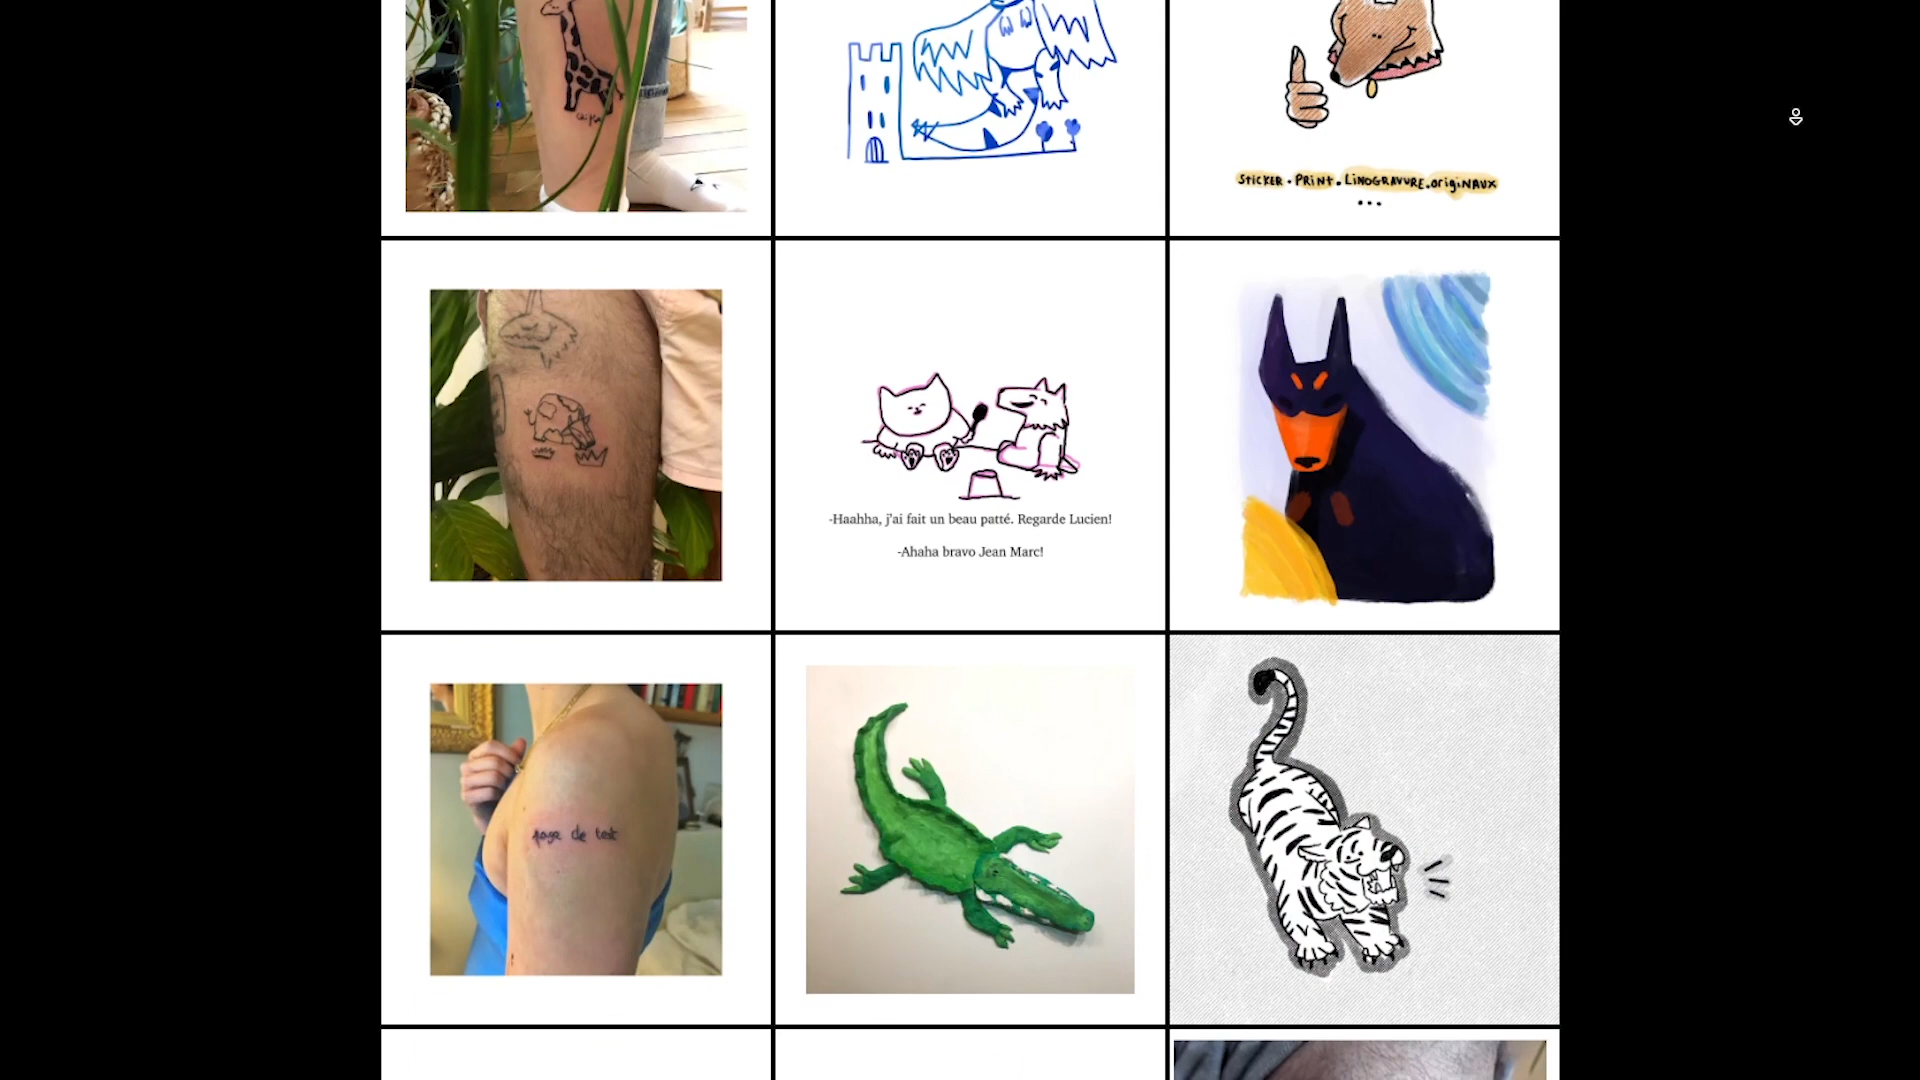 STICKER . PRINT . LINOGRAVURE . originaux
...
-Haahha, j'ai fait un beau patté. Regarde Lucien!
-Ahaha bravo Jean Marc!
page de test